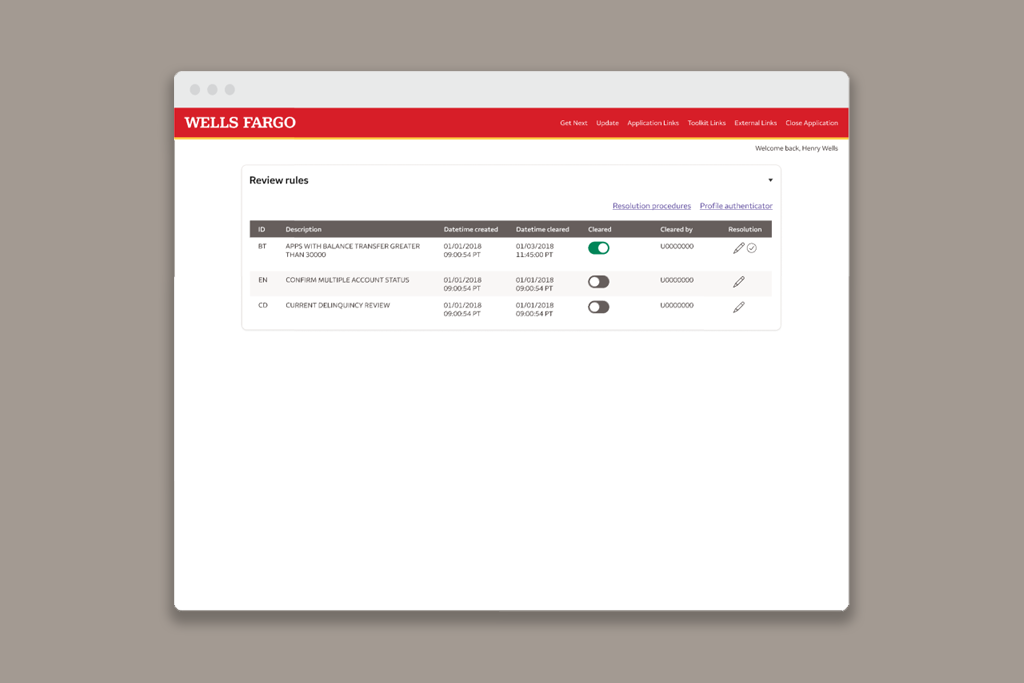 WELLS FARGO
Get Next Update Application Links Toolkit Links External Links Close Application
Welcome back, Henry Wells
Review rules
Resolution procedures Profile authenticator
ID Description Datetime created Datetime cleared Cleared Cleared by Resolution
BT APPS WITH BALANCE TRANSFER GREATER 01/01/2018 01/03/2018 U0000000
THAN 30000 09:00:54 PT 11:45:00 PT
EN CONFIRM MULTIPLE ACCOUNT STATUS 01/01/2018 01/01/2018 U0000000
09:00:54 PT 09:00:54 PT
CD CURRENT DELINQUINCY REVIEW 01/01/2018 01/01/2018 U0000000
09:00:54 PT 09:00:54 PT